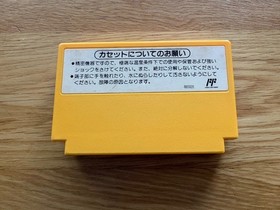 カセットについてのお願い
●精密機器ですので、極端な温度条件下での使用や保管および強い
ショックをさけてください。また、絶対に分解しないでください。
●端子部に手を触れたり、水にぬらしたりして汚さないようにして
ください。故障の原因となります。
FF